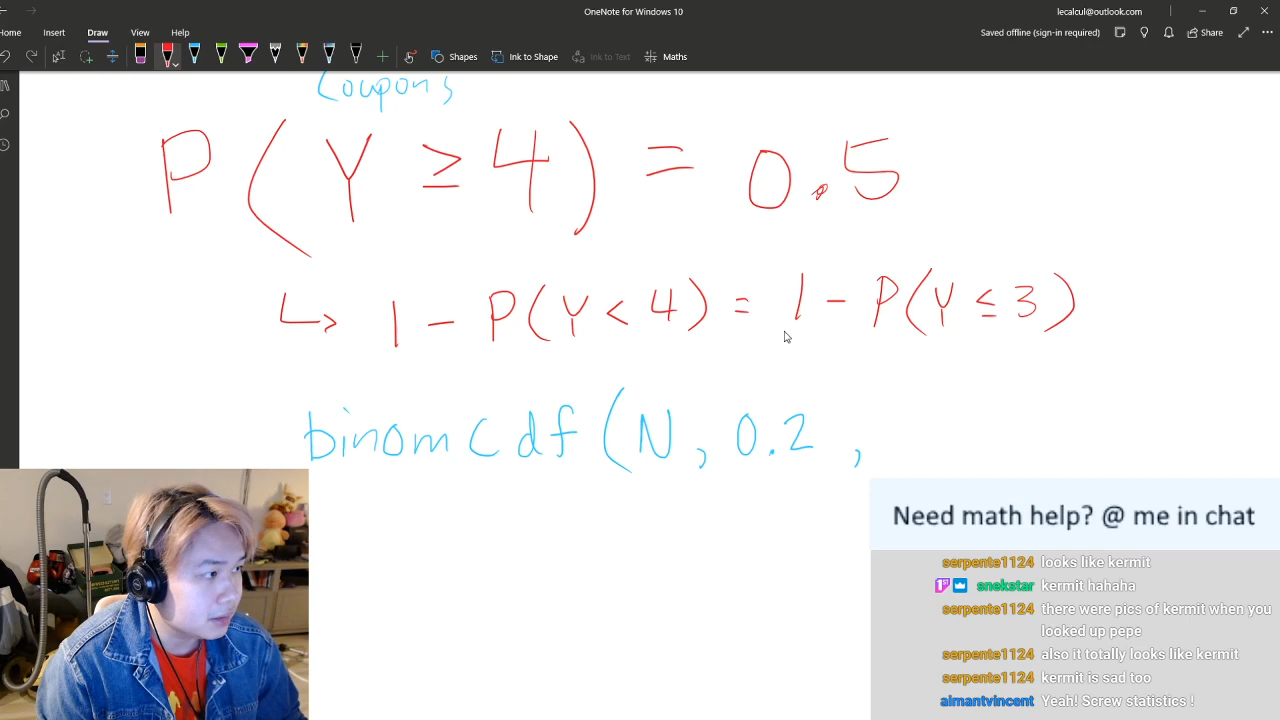 OneNote for Windows 10
lecalcul@outlook.com
Home Insert Draw View Help
Saved offline (sign-in required) Share
Shapes Ink to Shape Ink to Text Maths
Coupons
P(Y ≥ 4) = 0.5
↳ 1 - P(Y < 4) = 1 - P(Y ≤ 3)
binomCdf(N, 0.2,
Need math help? @ me in chat
serpente1124 looks like kermit
snekstar kermit hahaha
serpente1124 there were pics of kermit when you
looked up pepe
serpente1124 also it totally looks like kermit
serpente1124 kermit is sad too
aimantvincent Yeah! Screw statistics !